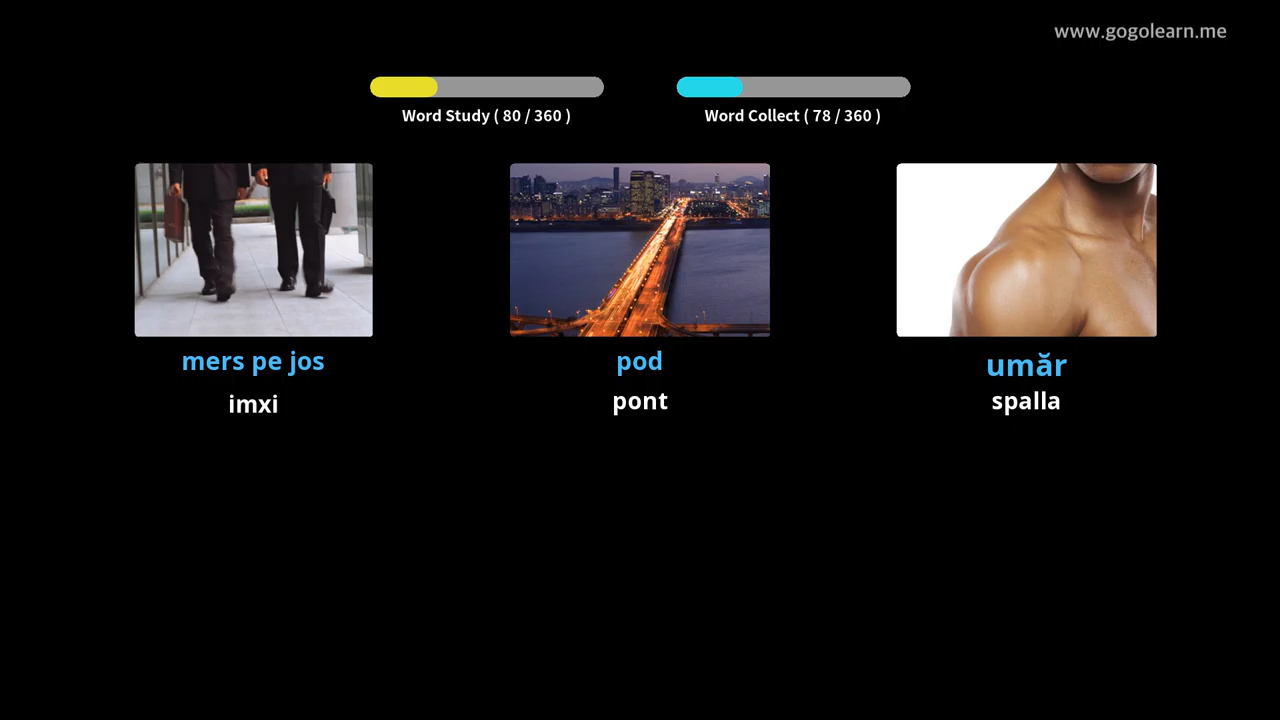 www.gogolearn.me
Word Study ( 80 / 360 )
Word Collect ( 78 / 360 )
mers pe jos
imxi
pod
pont
umăr
spalla